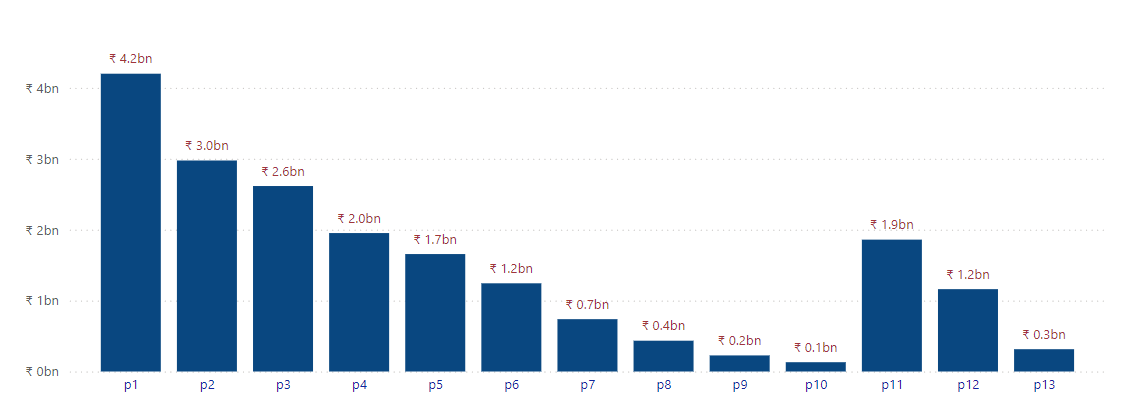 ₹ 4.2bn
₹ 4bn
₹ 3.0bn
₹ 3bn
₹ 2.6bn
₹ 2.0bn
₹ 1.9bn
₹ 2bn
₹ 1.7bn
₹ 1.2bn
₹ 1.2bn
₹ 1bn
₹ 0.7bn
₹ 0.4bn
₹ 0.2bn
₹ 0.1bn
₹ 0.3bn
₹ 0bn
p1 p2 p3 p4 p5 p6 p7 p8 p9 p10 p11 p12 p13